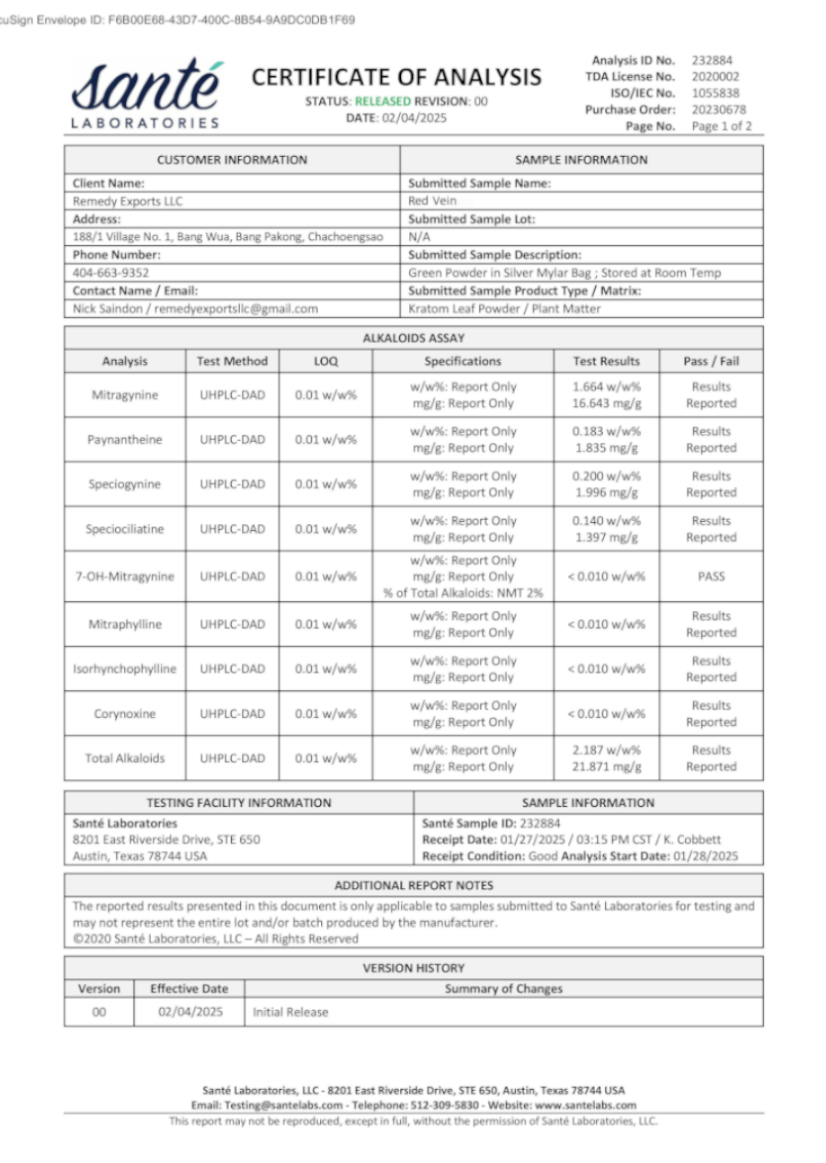 cuSign Envelope ID: F6B00E68-43D7-400C-8B54-9A9DC0DB1F69
santé
LABORATORIES
CERTIFICATE OF ANALYSIS
STATUS: RELEASED REVISION: 00
DATE: 02/04/2025
Analysis ID No. 232884
TDA License No. 2020002
ISO/IEC No. 1055838
Purchase Order: 20230678
Page No. Page 1 of 2
CUSTOMER INFORMATION
Client Name:
Remedy Exports LLC
Address:
188/1 Village No. 1, Bang Wua, Bang Pakong, Chachoengsao
Phone Number:
404-663-9352
Contact Name / Email:
Nick Saindon / remedyexportsllc@gmail.com
SAMPLE INFORMATION
Submitted Sample Name:
Red Vein
Submitted Sample Lot:
N/A
Submitted Sample Description:
Green Powder in Silver Mylar Bag ; Stored at Room Temp
Submitted Sample Product Type / Matrix:
Kratom Leaf Powder / Plant Matter
ALKALOIDS ASSAY
Analysis Test Method LOQ Specifications Test Results Pass / Fail
Mitragynine UHPLC-DAD 0.01 w/w% w/w%: Report Only 1.664 w/w% Results
mg/g: Report Only 16.643 mg/g Reported
Paynantheine UHPLC-DAD 0.01 w/w% w/w%: Report Only 0.183 w/w% Results
mg/g: Report Only 1.835 mg/g Reported
Speciogynine UHPLC-DAD 0.01 w/w% w/w%: Report Only 0.200 w/w% Results
mg/g: Report Only 1.996 mg/g Reported
Speciociliatine UHPLC-DAD 0.01 w/w% w/w%: Report Only 0.140 w/w% Results
mg/g: Report Only 1.397 mg/g Reported
w/w%: Report Only
7-OH-Mitragynine UHPLC-DAD 0.01 w/w% mg/g: Report Only < 0.010 w/w% PASS
% of Total Alkaloids: NMT 2%
Mitraphylline UHPLC-DAD 0.01 w/w% w/w%: Report Only < 0.010 w/w% Results
mg/g: Report Only Reported
Isorhynchophylline UHPLC-DAD 0.01 w/w% w/w%: Report Only < 0.010 w/w% Results
mg/g: Report Only Reported
Corynoxine UHPLC-DAD 0.01 w/w% w/w%: Report Only < 0.010 w/w% Results
mg/g: Report Only Reported
Total Alkaloids UHPLC-DAD 0.01 w/w% w/w%: Report Only 2.187 w/w% Results
mg/g: Report Only 21.871 mg/g Reported
TESTING FACILITY INFORMATION
Santé Laboratories
8201 East Riverside Drive, STE 650
Austin, Texas 78744 USA
SAMPLE INFORMATION
Santé Sample ID: 232884
Receipt Date: 01/27/2025 / 03:15 PM CST / K. Cobbett
Receipt Condition: Good Analysis Start Date: 01/28/2025
ADDITIONAL REPORT NOTES
The reported results presented in this document is only applicable to samples submitted to Santé Laboratories for testing and
may not represent the entire lot and/or batch produced by the manufacturer.
©2020 Santé Laboratories, LLC – All Rights Reserved
VERSION HISTORY
Version Effective Date Summary of Changes
00 02/04/2025 Initial Release
Santé Laboratories, LLC - 8201 East Riverside Drive, STE 650, Austin, Texas 78744 USA
Email: Testing@santelabs.com - Telephone: 512-309-5830 - Website: www.santelabs.com
This report may not be reproduced, except in full, without the permission of Santé Laboratories, LLC.